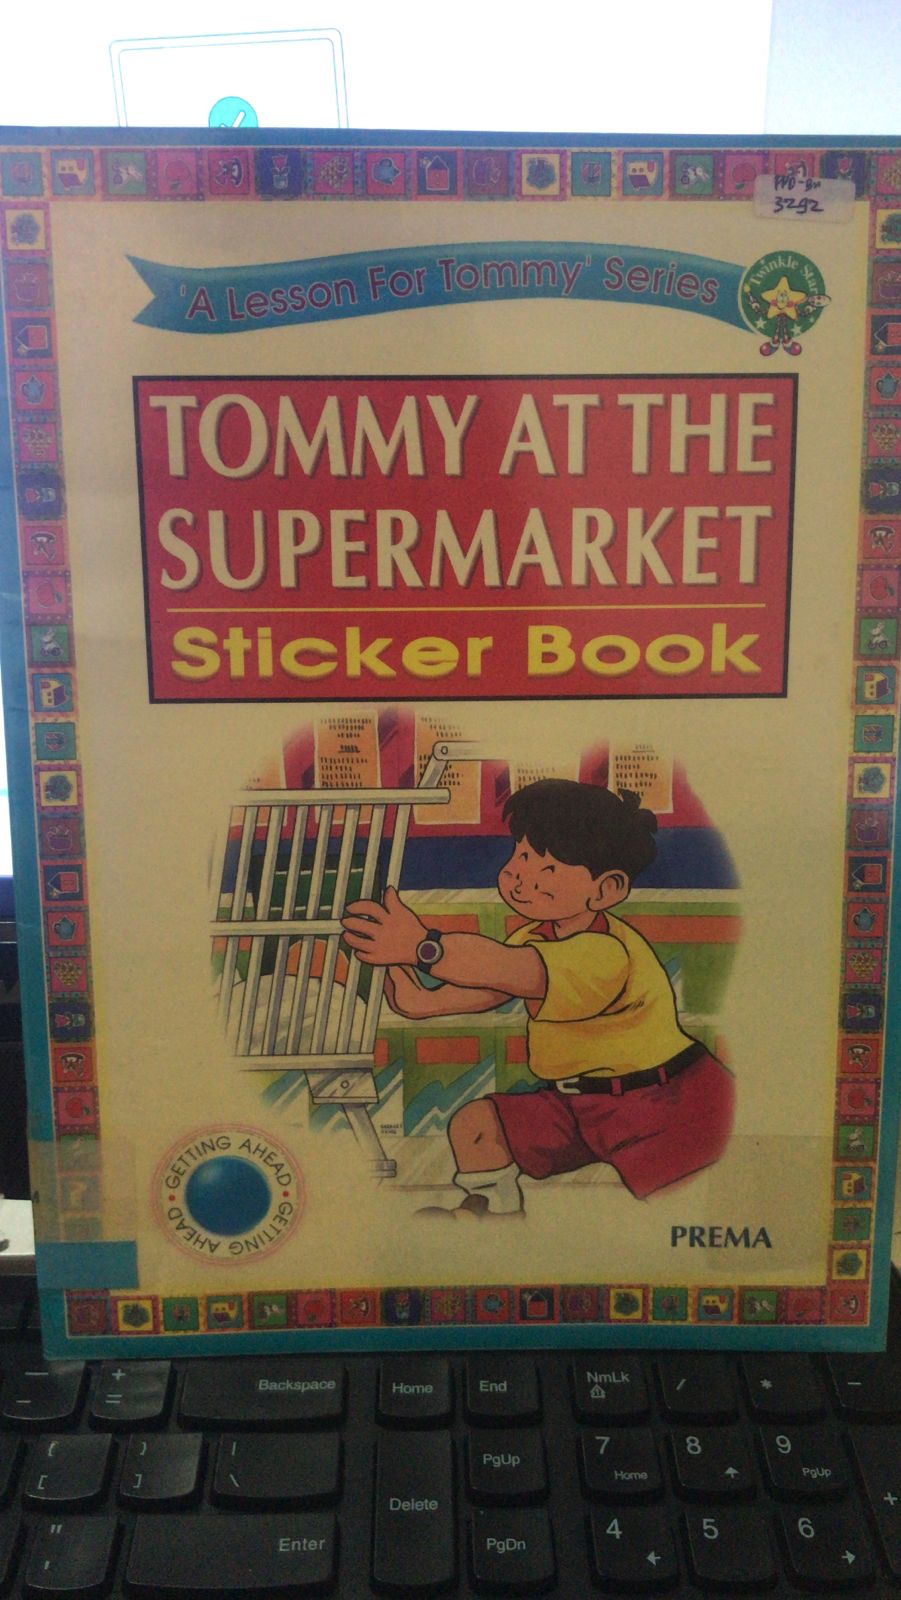 3292
'A Lesson For Tommy' Series
Twinkle Star
TOMMY AT THE
SUPERMARKET
Sticker Book
GETTING AHEAD • GETTING AHEAD •
PREMA
Backspace
Home
End
NmLk
/
*
-
+
=
{
[
}
]
|
\
Delete
PgUp
7
Home
8
9
PgUp
+
"
'
Enter
PgDn
4
5
6